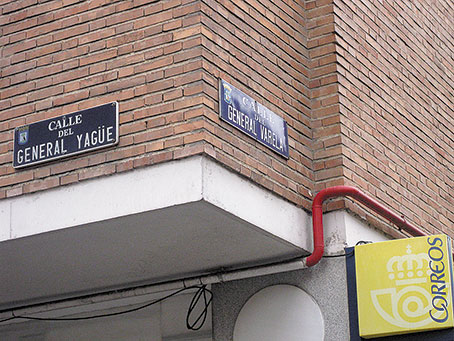 CALLE
DEL
GENERAL YAGÜE
CALLE
DEL
GENERAL VARELA
CORREOS